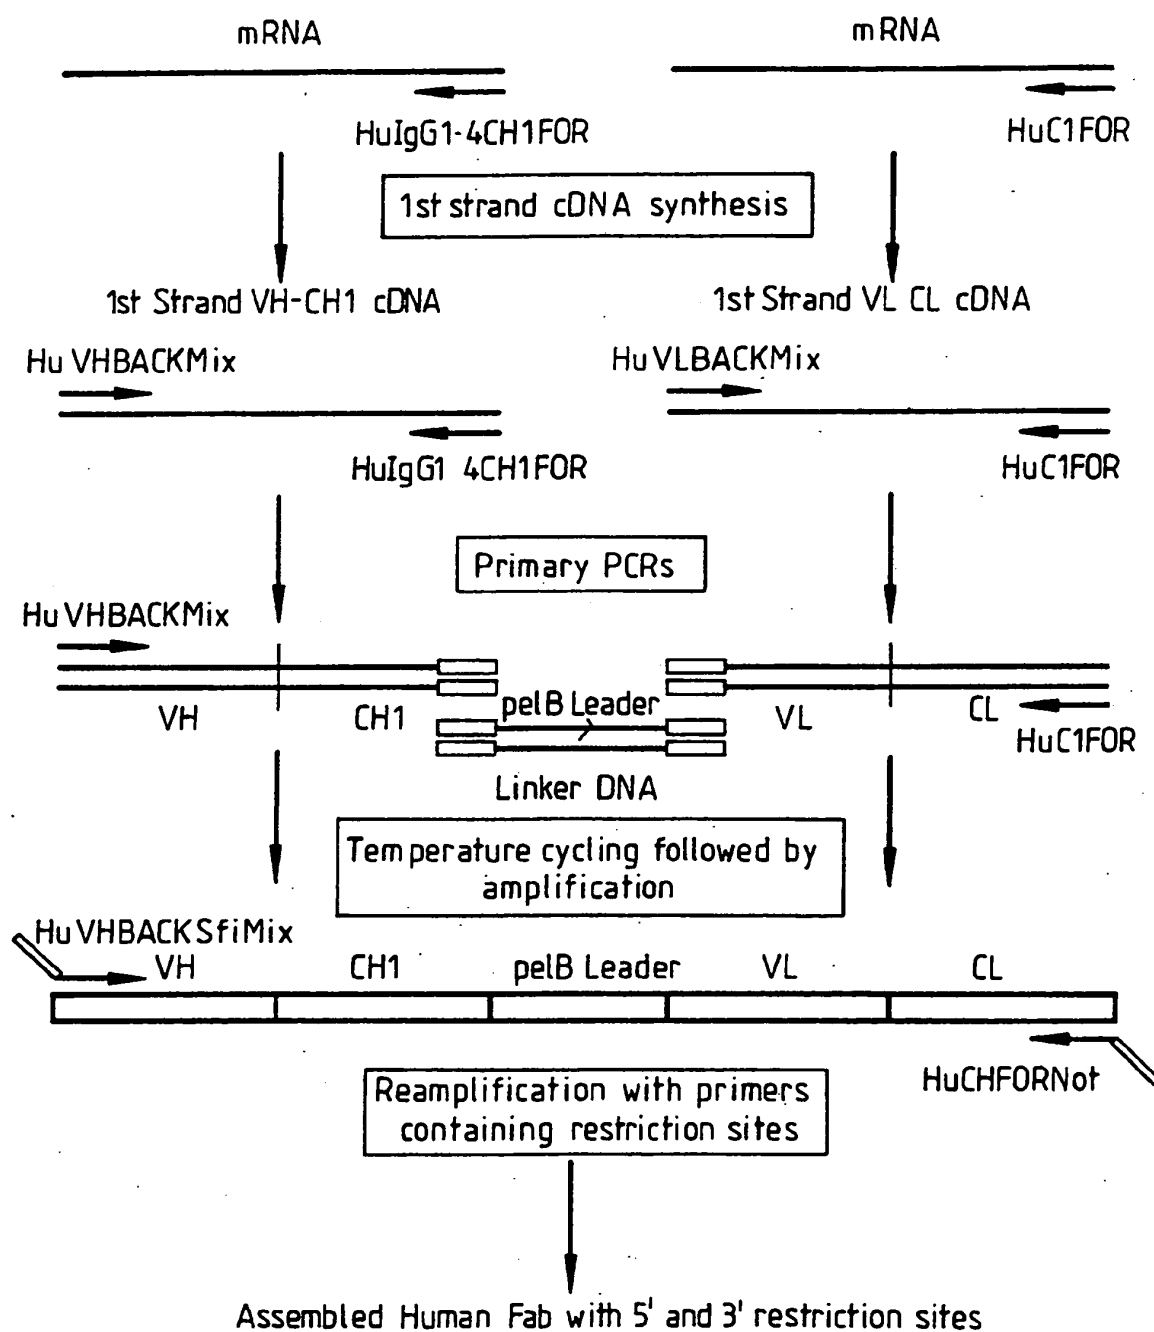 mRNA
mRNA
HuIgG1-4CH1FOR
HuC1FOR
1st strand cDNA synthesis
1st Strand VH-CH1 cDNA
1st Strand VL CL cDNA
Hu VHBACKMix
Hu VLBACKMix
HuIgG1 4CH1FOR
HuC1FOR
Primary PCRs
Hu VHBACKMix
VH
CH1
pelB Leader
VL
CL
HuC1FOR
Linker DNA
Temperature cycling followed by
amplification
Hu VHBACKSfiMix
VH
CH1
pelB Leader
VL
CL
HuCHFORNot
Reamplification with primers
containing restriction sites
Assembled Human Fab with 5' and 3' restriction sites